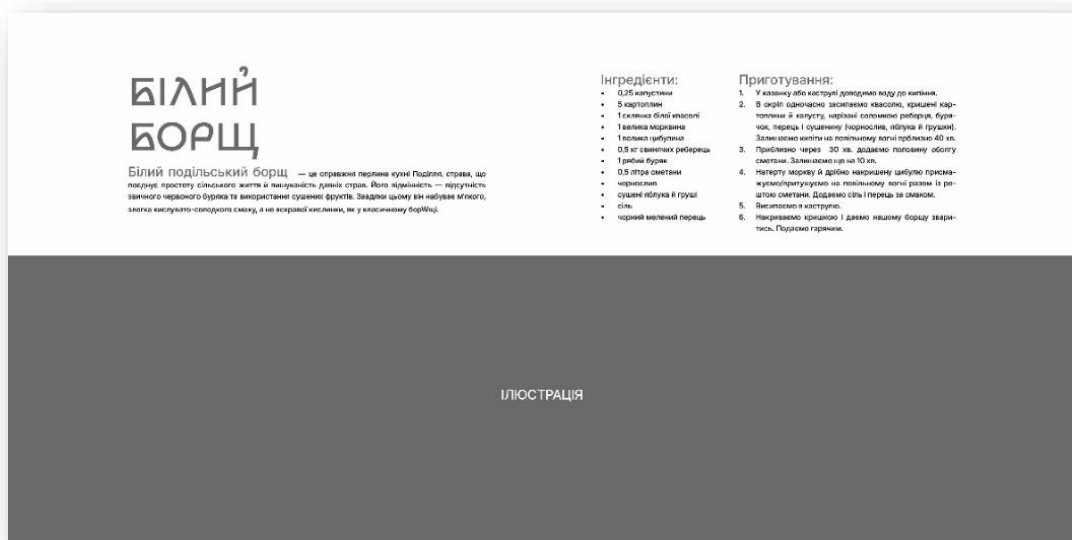 БІЛИЙ
БОРЩ
Білий подільський борщ — це справжня перлина кухні Поділля, страва, що
поєднує простоту сільського життя й вишуканість давніх страв. Його відмінність — відсутність
звичного червоного буряка та використання сушених фруктів. Завдяки цьому він набуває м'якого,
злегка кислувато-солодкого смаку, а не яскравої кислинки, як у класичному борщі.
Інгредієнти:
• 0,25 капустини
• 5 картоплин
• 1 склянка білої квасолі
• 1 велика морквина
• 1 велика цибулина
• 0,5 кг свинячих реберець
• 1 рябий буряк
• 0,5 літра сметани
• чорнослив
• сушені яблука й груші
• сіль
• чорний мелений перець
Приготування:
1. У казанку або каструлі доводимо воду до кипіння.
2. В окріп одночасно засипаємо квасолю, кришені кар-
топлини й капусту, нарізані соломкою реберця, буря-
чок, перець і сушенину (чорнослив, яблука й грушки).
Залишаємо кипіти на повільному вогні прблизно 40 хв.
3. Приблизно через 30 хв. додаємо половину обсягу
сметани. Залишаємо ще на 10 хв.
4. Натерту моркву й дрібно накришену цибулю присма-
жуємо/притушуємо на повільному вогні разом із ре-
штою сметани. Додаємо сіль і перець за смаком.
5. Висипаємо в каструлю.
6. Накриваємо кришкою і даємо нашому борщу звари-
тись. Подаємо гарячим.
ІЛЮСТРАЦІЯ